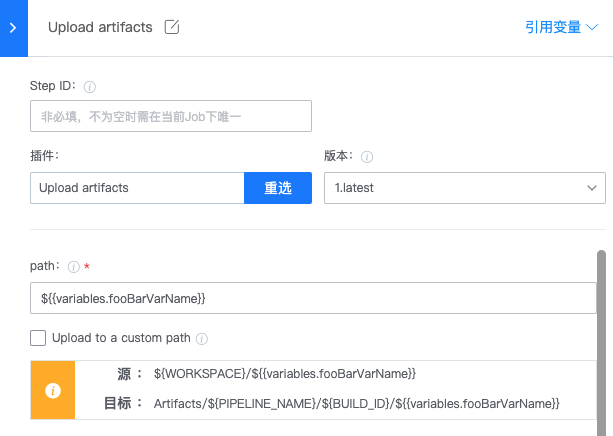 Upload artifacts
引用变量
Step ID：
非必填，不为空时需在当前Job下唯一
插件：
版本：
Upload artifacts
重选
1.latest
path： *
${{variables.fooBarVarName}}
Upload to a custom path
源： ${WORKSPACE}/${{variables.fooBarVarName}}
目标： Artifacts/${PIPELINE_NAME}/${BUILD_ID}/${{variables.fooBarVarName}}